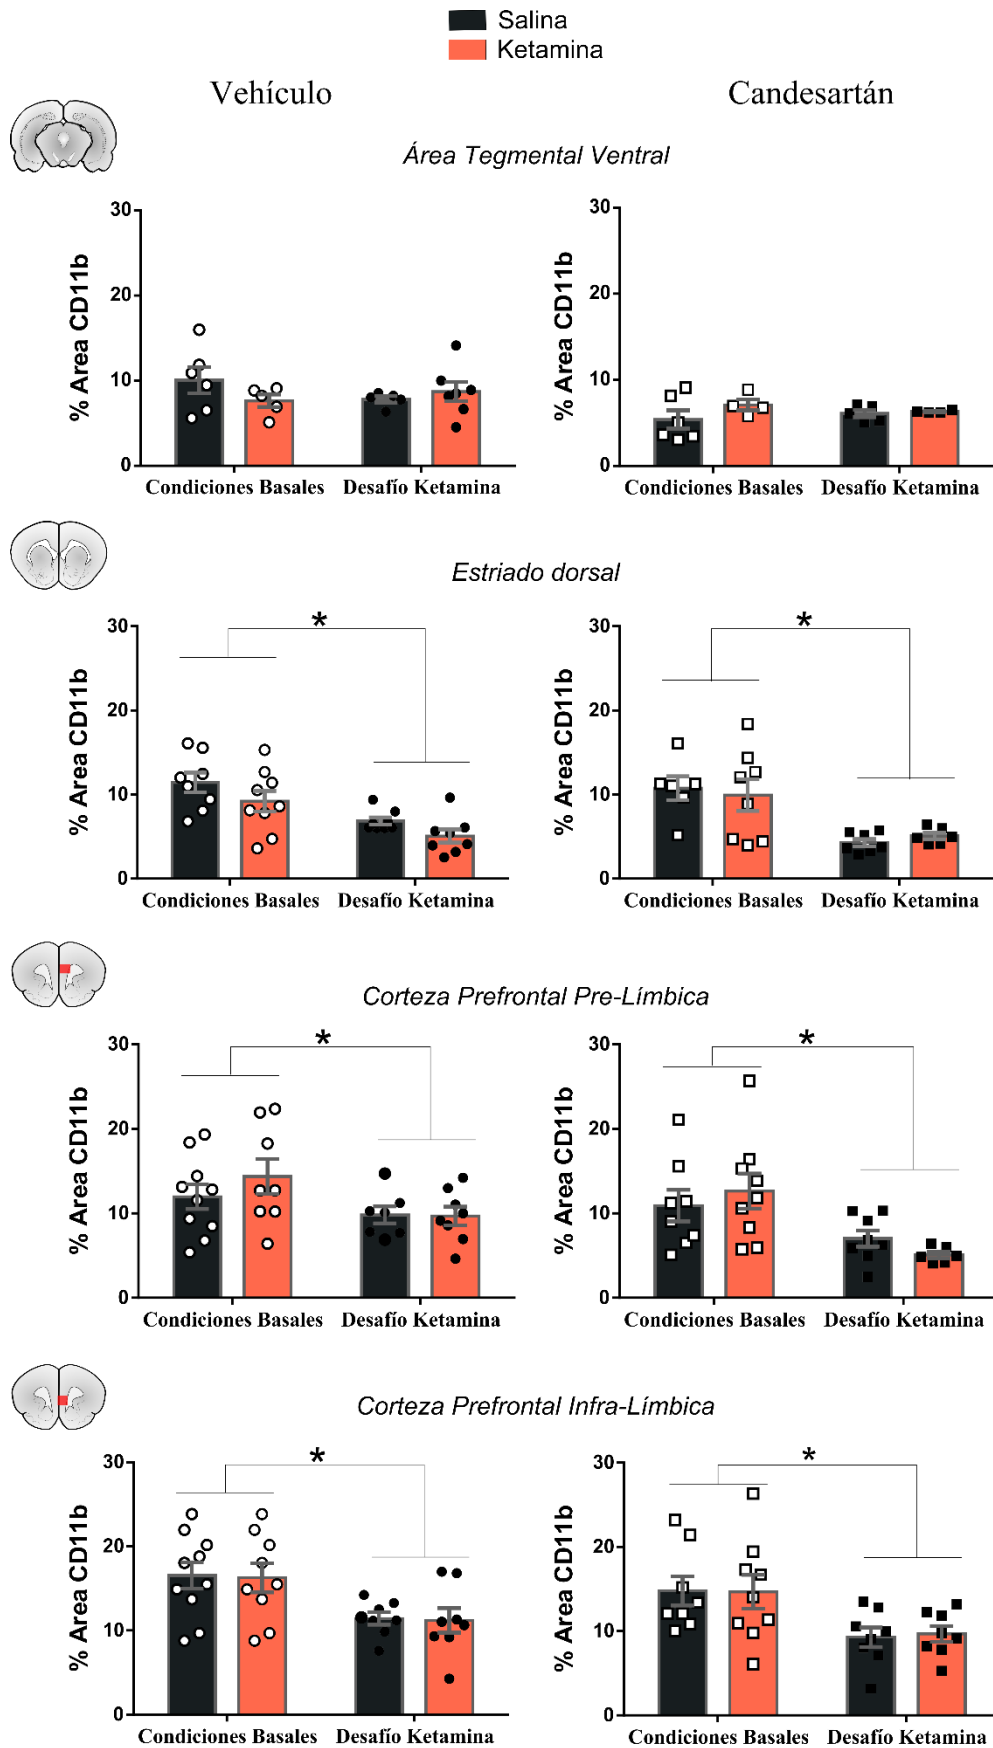 Salina
Ketamina
Vehículo Candesartán
Área Tegmental Ventral
% Area CD11b
30
20
10
0
Condiciones Basales Desafío Ketamina
% Area CD11b
30
20
10
0
Condiciones Basales Desafío Ketamina
Estriado dorsal
% Area CD11b
30
20
10
0
*
Condiciones Basales Desafío Ketamina
% Area CD11b
30
20
10
0
*
Condiciones Basales Desafío Ketamina
Corteza Prefrontal Pre-Límbica
% Area CD11b
30
20
10
0
*
Condiciones Basales Desafío Ketamina
% Area CD11b
30
20
10
0
*
Condiciones Basales Desafío Ketamina
Corteza Prefrontal Infra-Límbica
% Area CD11b
30
20
10
0
*
Condiciones Basales Desafío Ketamina
% Area CD11b
30
20
10
0
*
Condiciones Basales Desafío Ketamina